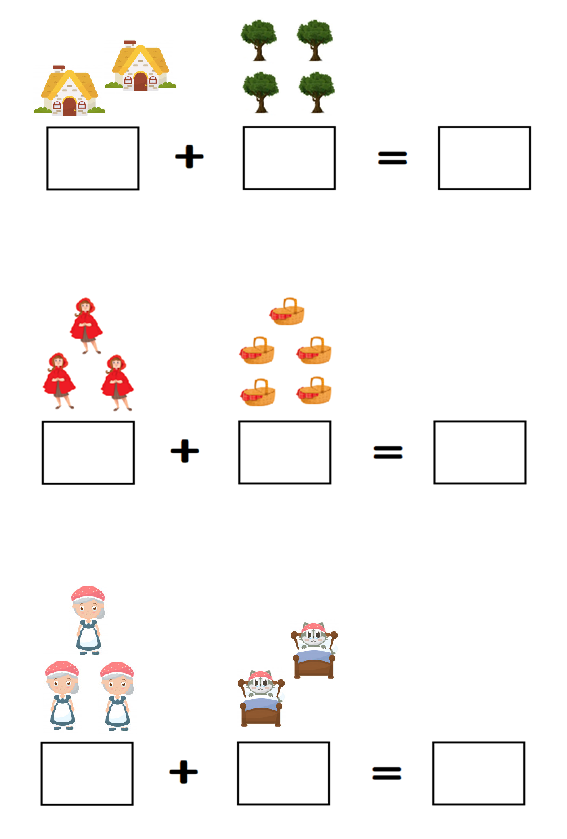 + =
+ =
+ =